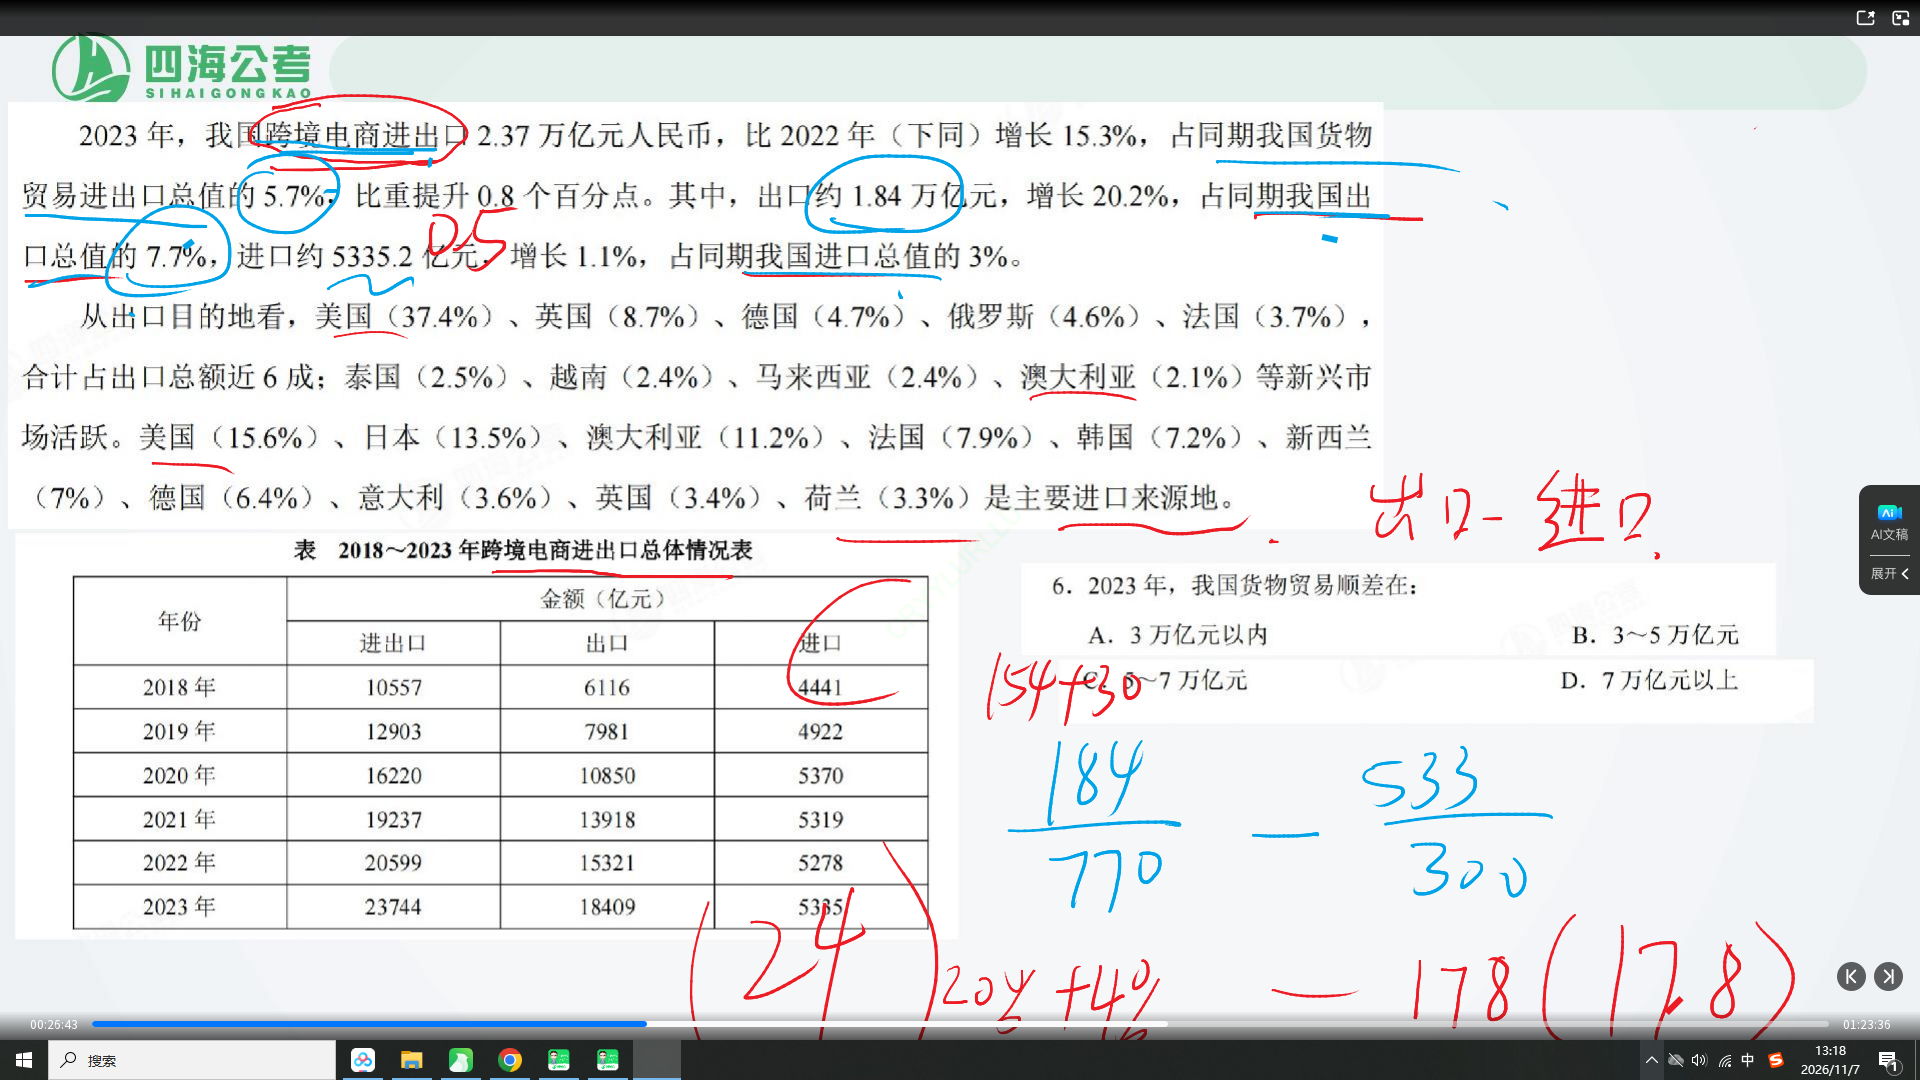 四海公考
SIHAIGONGKAO
2023 年，我国跨境电商进出口 2.37 万亿元人民币，比 2022 年（下同）增长 15.3%，占同期我国货物
贸易进出口总值的 5.7%，比重提升 0.8 个百分点。其中，出口约 1.84 万亿元，增长 20.2%，占同期我国出
0.5
口总值的 7.7%，进口约 5335.2 亿元，增长 1.1%，占同期我国进口总值的 3%。
从出口目的地看，美国（37.4%）、英国（8.7%）、德国（4.7%）、俄罗斯（4.6%）、法国（3.7%），
合计占出口总额近 6 成；泰国（2.5%）、越南（2.4%）、马来西亚（2.4%）、澳大利亚（2.1%）等新兴市
场活跃。美国（15.6%）、日本（13.5%）、澳大利亚（11.2%）、法国（7.9%）、韩国（7.2%）、新西兰
（7%）、德国（6.4%）、意大利（3.6%）、英国（3.4%）、荷兰（3.3%）是主要进口来源地。
出口-进口
表 2018～2023 年跨境电商进出口总体情况表
年份 金额（亿元）
进出口 出口 进口
2018 年 10557 6116 4441
2019 年 12903 7981 4922
2020 年 16220 10850 5370
2021 年 19237 13918 5319
2022 年 20599 15321 5278
2023 年 23744 18409 5335
6．2023 年，我国货物贸易顺差在：
A．3 万亿元以内 B．3～5 万亿元
C．5～7 万亿元 D．7 万亿元以上
154+30
184 — 533
770 300
(24) — 178 (17.8)
AI文稿
展开
00:26:43 01:23:36
搜索
中
13:18
2026/11/7
1